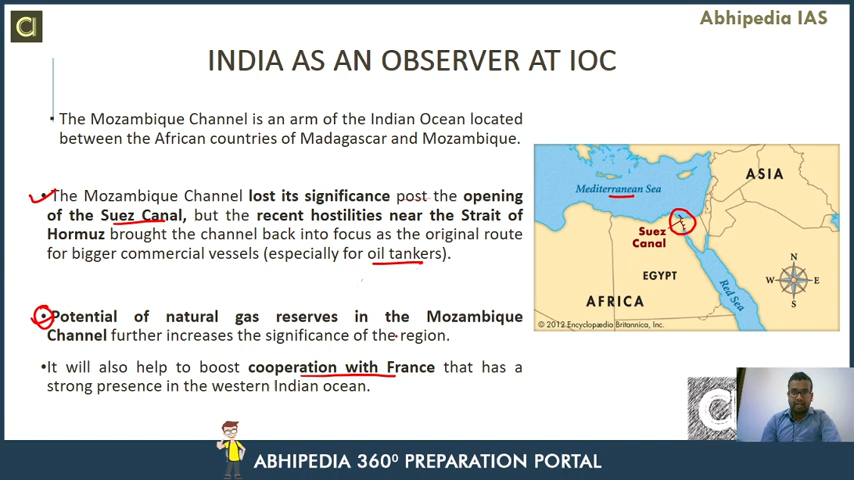 Abhipedia IAS
INDIA AS AN OBSERVER AT IOC
• The Mozambique Channel is an arm of the Indian Ocean located
between the African countries of Madagascar and Mozambique.
• The Mozambique Channel lost its significance post the opening
of the Suez Canal, but the recent hostilities near the Strait of
Hormuz brought the channel back into focus as the original route
for bigger commercial vessels (especially for oil tankers).
• Potential of natural gas reserves in the Mozambique
Channel further increases the significance of the region.
• It will also help to boost cooperation with France that has a
strong presence in the western Indian ocean.
Mediterranean Sea
ASIA
Suez
Canal
EGYPT
AFRICA
Red Sea
N
W
E
S
© 2012 Encyclopædia Britannica, Inc.
ABHIPEDIA 360⁰ PREPARATION PORTAL